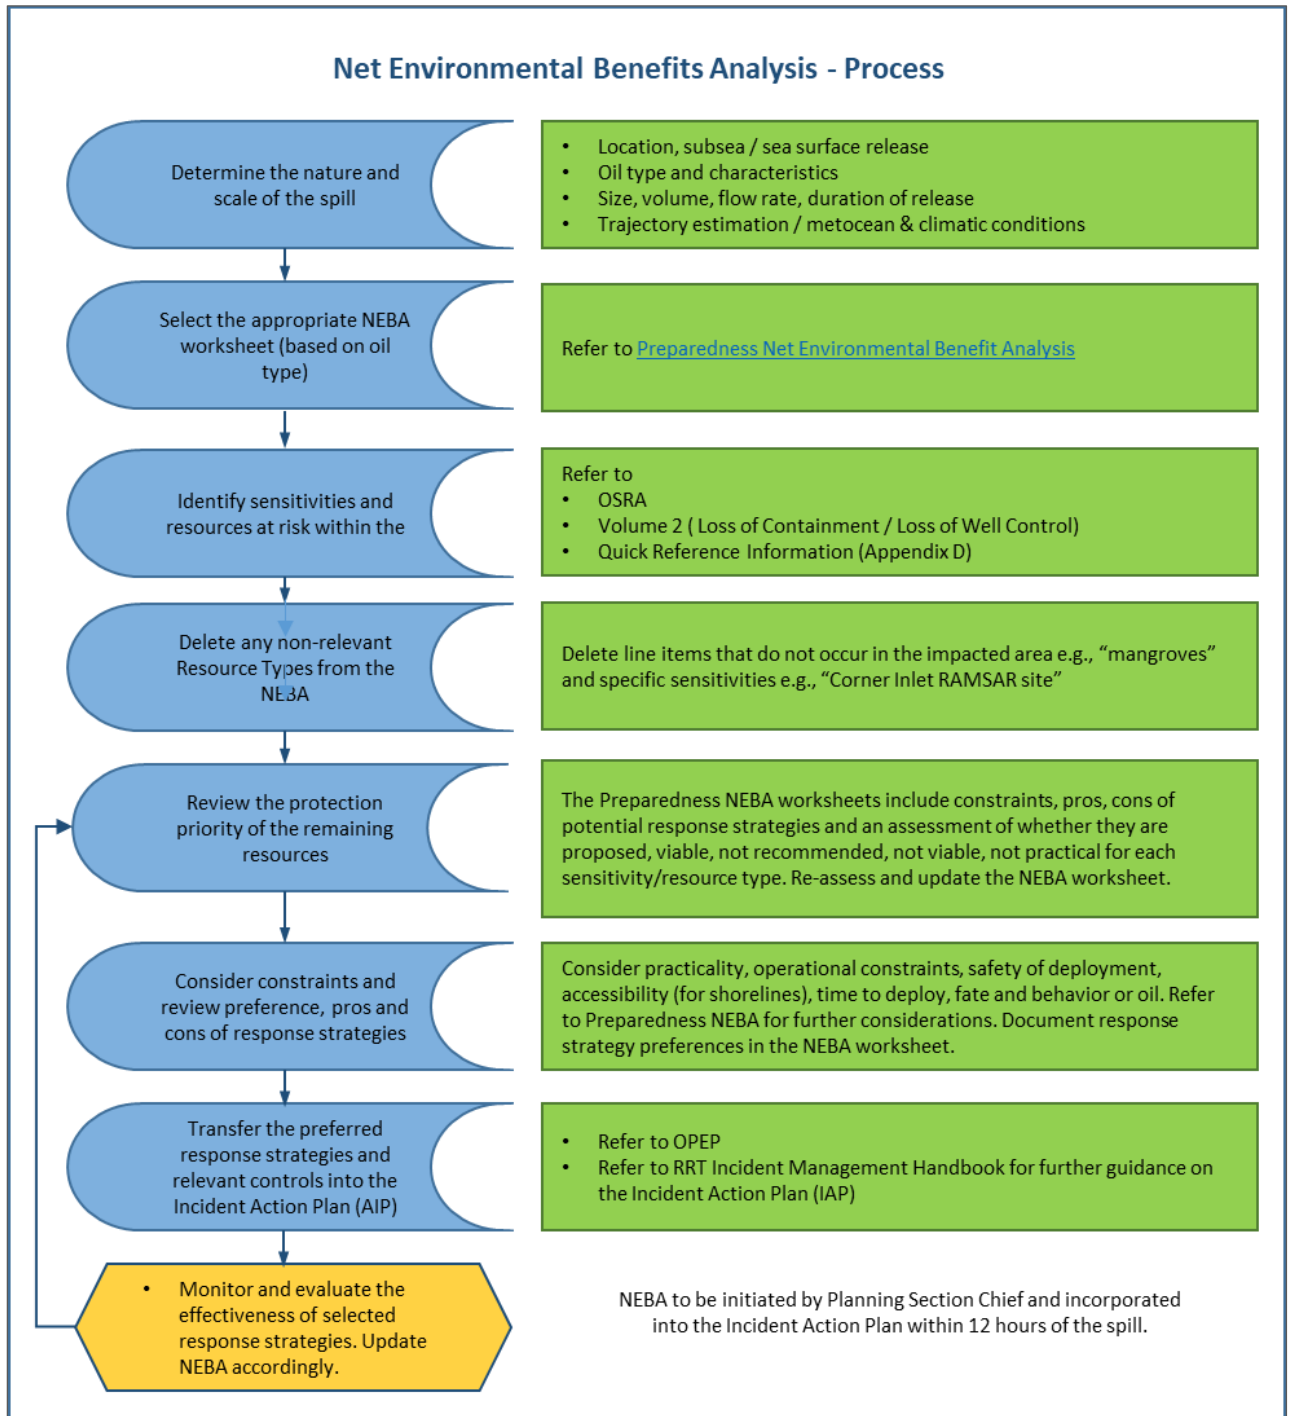 Net Environmental Benefits Analysis - Process
Determine the nature and
scale of the spill
• Location, subsea / sea surface release
• Oil type and characteristics
• Size, volume, flow rate, duration of release
• Trajectory estimation / metocean & climatic conditions
Select the appropriate NEBA
worksheet (based on oil
type)
Refer to Preparedness Net Environmental Benefit Analysis
Identify sensitivities and
resources at risk within the
Refer to
• OSRA
• Volume 2 ( Loss of Containment / Loss of Well Control)
• Quick Reference Information (Appendix D)
Delete any non-relevant
Resource Types from the
NEBA
Delete line items that do not occur in the impacted area e.g., “mangroves”
and specific sensitivities e.g., “Corner Inlet RAMSAR site”
Review the protection
priority of the remaining
resources
The Preparedness NEBA worksheets include constraints, pros, cons of
potential response strategies and an assessment of whether they are
proposed, viable, not recommended, not viable, not practical for each
sensitivity/resource type. Re-assess and update the NEBA worksheet.
Consider constraints and
review preference, pros and
cons of response strategies
Consider practicality, operational constraints, safety of deployment,
accessibility (for shorelines), time to deploy, fate and behavior or oil. Refer
to Preparedness NEBA for further considerations. Document response
strategy preferences in the NEBA worksheet.
Transfer the preferred
response strategies and
relevant controls into the
Incident Action Plan (AIP)
• Refer to OPEP
• Refer to RRT Incident Management Handbook for further guidance on
the Incident Action Plan (IAP)
• Monitor and evaluate the
effectiveness of selected
response strategies. Update
NEBA accordingly.
NEBA to be initiated by Planning Section Chief and incorporated
into the Incident Action Plan within 12 hours of the spill.